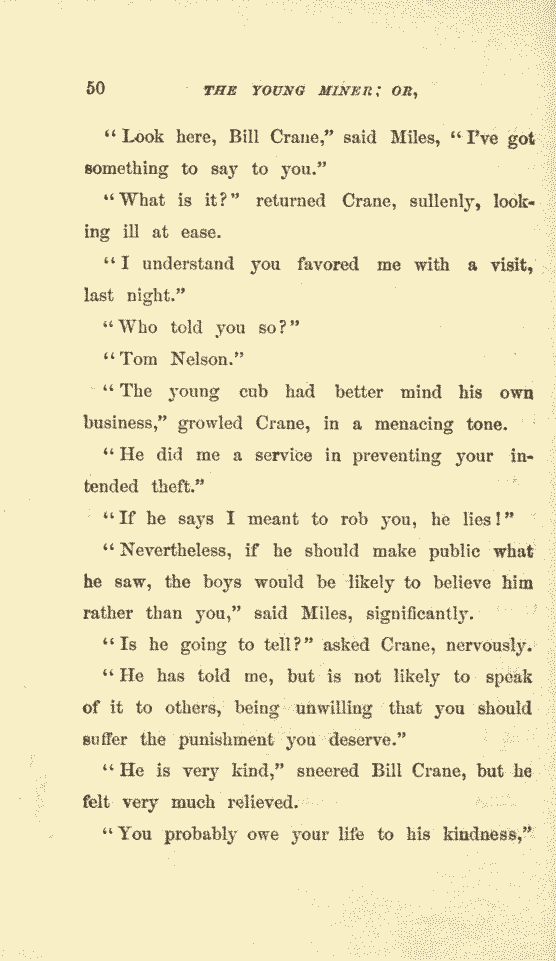 50 THE YOUNG MINER; OR,
“ Look here, Bill Crane,” said Miles, “ I’ve got
something to say to you.”
“ What is it?” returned Crane, sullenly, look-
ing ill at ease.
“ I understand you favored me with a visit,
last night.”
“ Who told you so?”
“ Tom Nelson.”
“ The young cub had better mind his own
business,” growled Crane, in a menacing tone.
“ He did me a service in preventing your in-
tended theft.”
“ If he says I meant to rob you, he lies!”
“ Nevertheless, if he should make public what
he saw, the boys would be likely to believe him
rather than you,” said Miles, significantly.
“ Is he going to tell?” asked Crane, nervously.
“ He has told me, but is not likely to speak
of it to others, being unwilling that you should
suffer the punishment you deserve.”
“ He is very kind,” sneered Bill Crane, but he
felt very much relieved.
“ You probably owe your life to his kindness,”